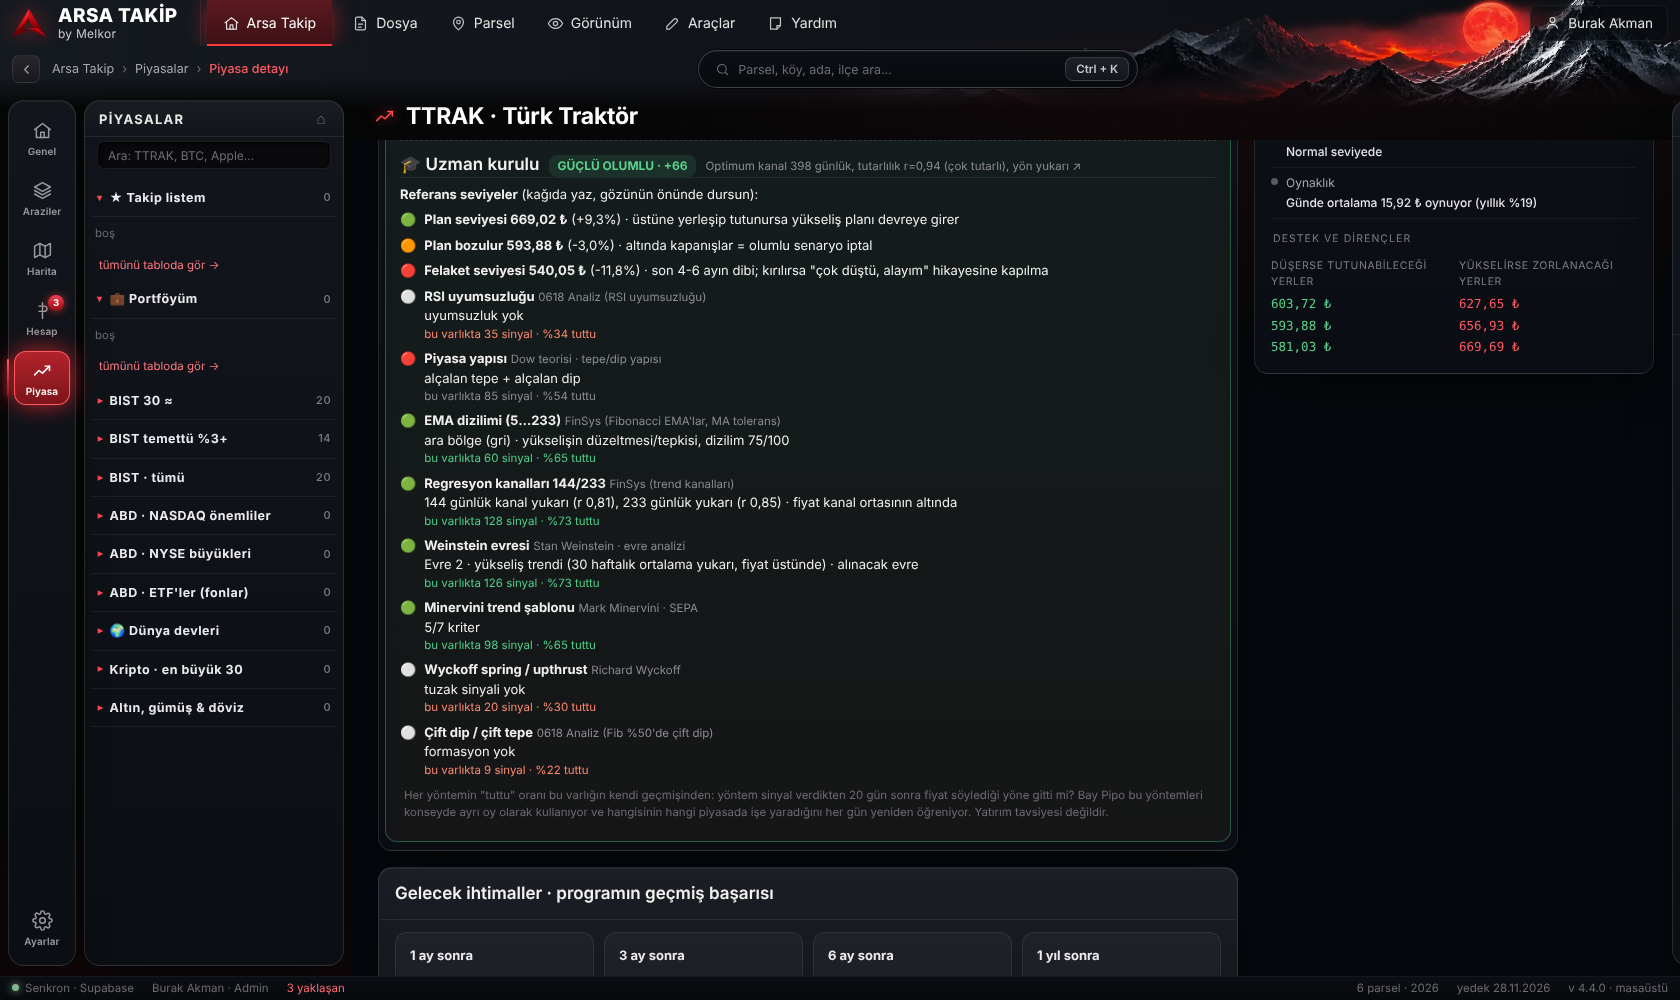 ARSA TAKİP
by Melkor
Arsa Takip
Dosya
Parsel
Görünüm
Araçlar
Yardım
Burak Akman
Arsa Takip › Piyasalar › Piyasa detayı
Parsel, köy, ada, ilçe ara...
Ctrl + K
Genel
Araziler
Harita
3
Hesap
Piyasa
Ayarlar
PİYASALAR
Ara: TTRAK, BTC, Apple...
★ Takip listem 0
boş
tümünü tabloda gör →
Portföyüm 0
boş
tümünü tabloda gör →
BIST 30 ≈ 20
BIST temettü %3+ 14
BIST · tümü 20
ABD · NASDAQ önemliler 0
ABD · NYSE büyükleri 0
ABD · ETF'ler (fonlar) 0
Dünya devleri 0
Kripto · en büyük 30 0
Altın, gümüş & döviz 0
TTRAK · Türk Traktör
Uzman kurulu GÜÇLÜ OLUMLU · +66 Optimum kanal 398 günlük, tutarlılık r=0,94 (çok tutarlı), yön yukarı ↗
Referans seviyeler (kağıda yaz, gözünün önünde dursun):
Plan seviyesi 669,02 ₺ (+9,3%) · üstüne yerleşip tutunursa yükseliş planı devreye girer
Plan bozulur 593,88 ₺ (-3,0%) · altında kapanışlar = olumlu senaryo iptal
Felaket seviyesi 540,05 ₺ (-11,8%) · son 4-6 ayın dibi; kırılırsa "çok düştü, alayım" hikayesine kapılma
RSI uyumsuzluğu 0618 Analiz (RSI uyumsuzluğu)
uyumsuzluk yok
bu varlıkta 35 sinyal · %34 tuttu
Piyasa yapısı Dow teorisi · tepe/dip yapısı
alçalan tepe + alçalan dip
bu varlıkta 85 sinyal · %54 tuttu
EMA dizilimi (5...233) FinSys (Fibonacci EMA'lar, MA tolerans)
ara bölge (gri) · yükselişin düzeltmesi/tepkisi, dizilim 75/100
bu varlıkta 60 sinyal · %65 tuttu
Regresyon kanalları 144/233 FinSys (trend kanalları)
144 günlük kanal yukarı (r 0,81), 233 günlük yukarı (r 0,85) · fiyat kanal ortasının altında
bu varlıkta 128 sinyal · %73 tuttu
Weinstein evresi Stan Weinstein · evre analizi
Evre 2 · yükseliş trendi (30 haftalık ortalama yukarı, fiyat üstünde) · alınacak evre
bu varlıkta 126 sinyal · %73 tuttu
Minervini trend şablonu Mark Minervini · SEPA
5/7 kriter
bu varlıkta 98 sinyal · %65 tuttu
Wyckoff spring / upthrust Richard Wyckoff
tuzak sinyali yok
bu varlıkta 20 sinyal · %30 tuttu
Çift dip / çift tepe 0618 Analiz (Fib %50'de çift dip)
formasyon yok
bu varlıkta 9 sinyal · %22 tuttu
Her yöntemin "tuttu" oranı bu varlığın kendi geçmişinden: yöntem sinyal verdikten 20 gün sonra fiyat söylediği yöne gitti mi? Bay Pipo bu yöntemleri
konseyde ayrı oy olarak kullanıyor ve hangisinin hangi piyasada işe yaradığını her gün yeniden öğreniyor. Yatırım tavsiyesi değildir.
Gelecek ihtimaller · programın geçmiş başarısı
1 ay sonra
3 ay sonra
6 ay sonra
1 yıl sonra
Normal seviyede
Oynaklık
Günde ortalama 15,92 ₺ oynuyor (yıllık %19)
DESTEK VE DİRENÇLER
DÜŞERSE TUTUNABİLECEĞİ
YERLER
603,72 ₺
593,88 ₺
581,03 ₺
YÜKSELİRSE ZORLANACAĞI
YERLER
627,65 ₺
656,93 ₺
669,69 ₺
Senkron · Supabase
Burak Akman · Admin
3 yaklaşan
6 parsel · 2026
yedek 28.11.2026
v 4.4.0 · masaüstü